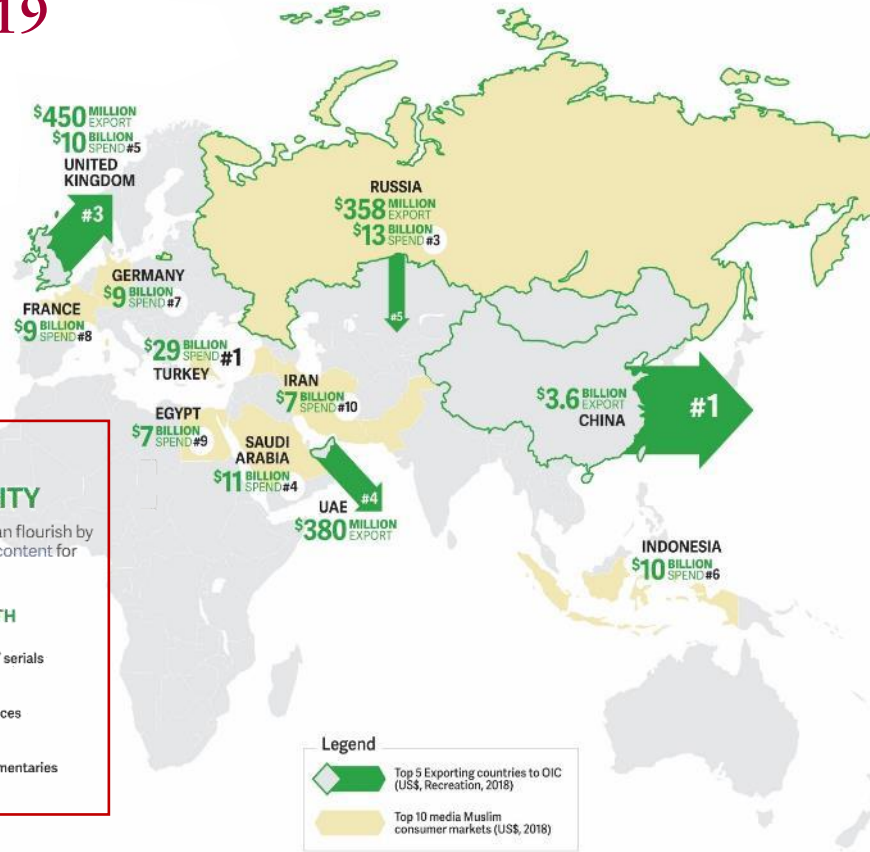 19
$450 MILLION EXPORT
$10 BILLION SPEND #5
UNITED
KINGDOM
#3
RUSSIA
$358 MILLION EXPORT
$13 BILLION SPEND #3
#5
GERMANY
$9 BILLION SPEND #7
FRANCE
$9 BILLION SPEND #8
$29 BILLION SPEND #1
TURKEY
IRAN
$7 BILLION SPEND #10
$3.6 BILLION EXPORT
CHINA
#1
EGYPT
$7 BILLION SPEND #9
SAUDI
ARABIA
$11 BILLION SPEND #4
#4
UAE
$380 MILLION EXPORT
INDONESIA
$10 BILLION SPEND #6
ITY
an flourish by
content for
TH
serials
ces
mentaries
Legend
Top 5 Exporting countries to OIC
(US$, Recreation, 2018)
Top 10 media Muslim
consumer markets (US$, 2018)